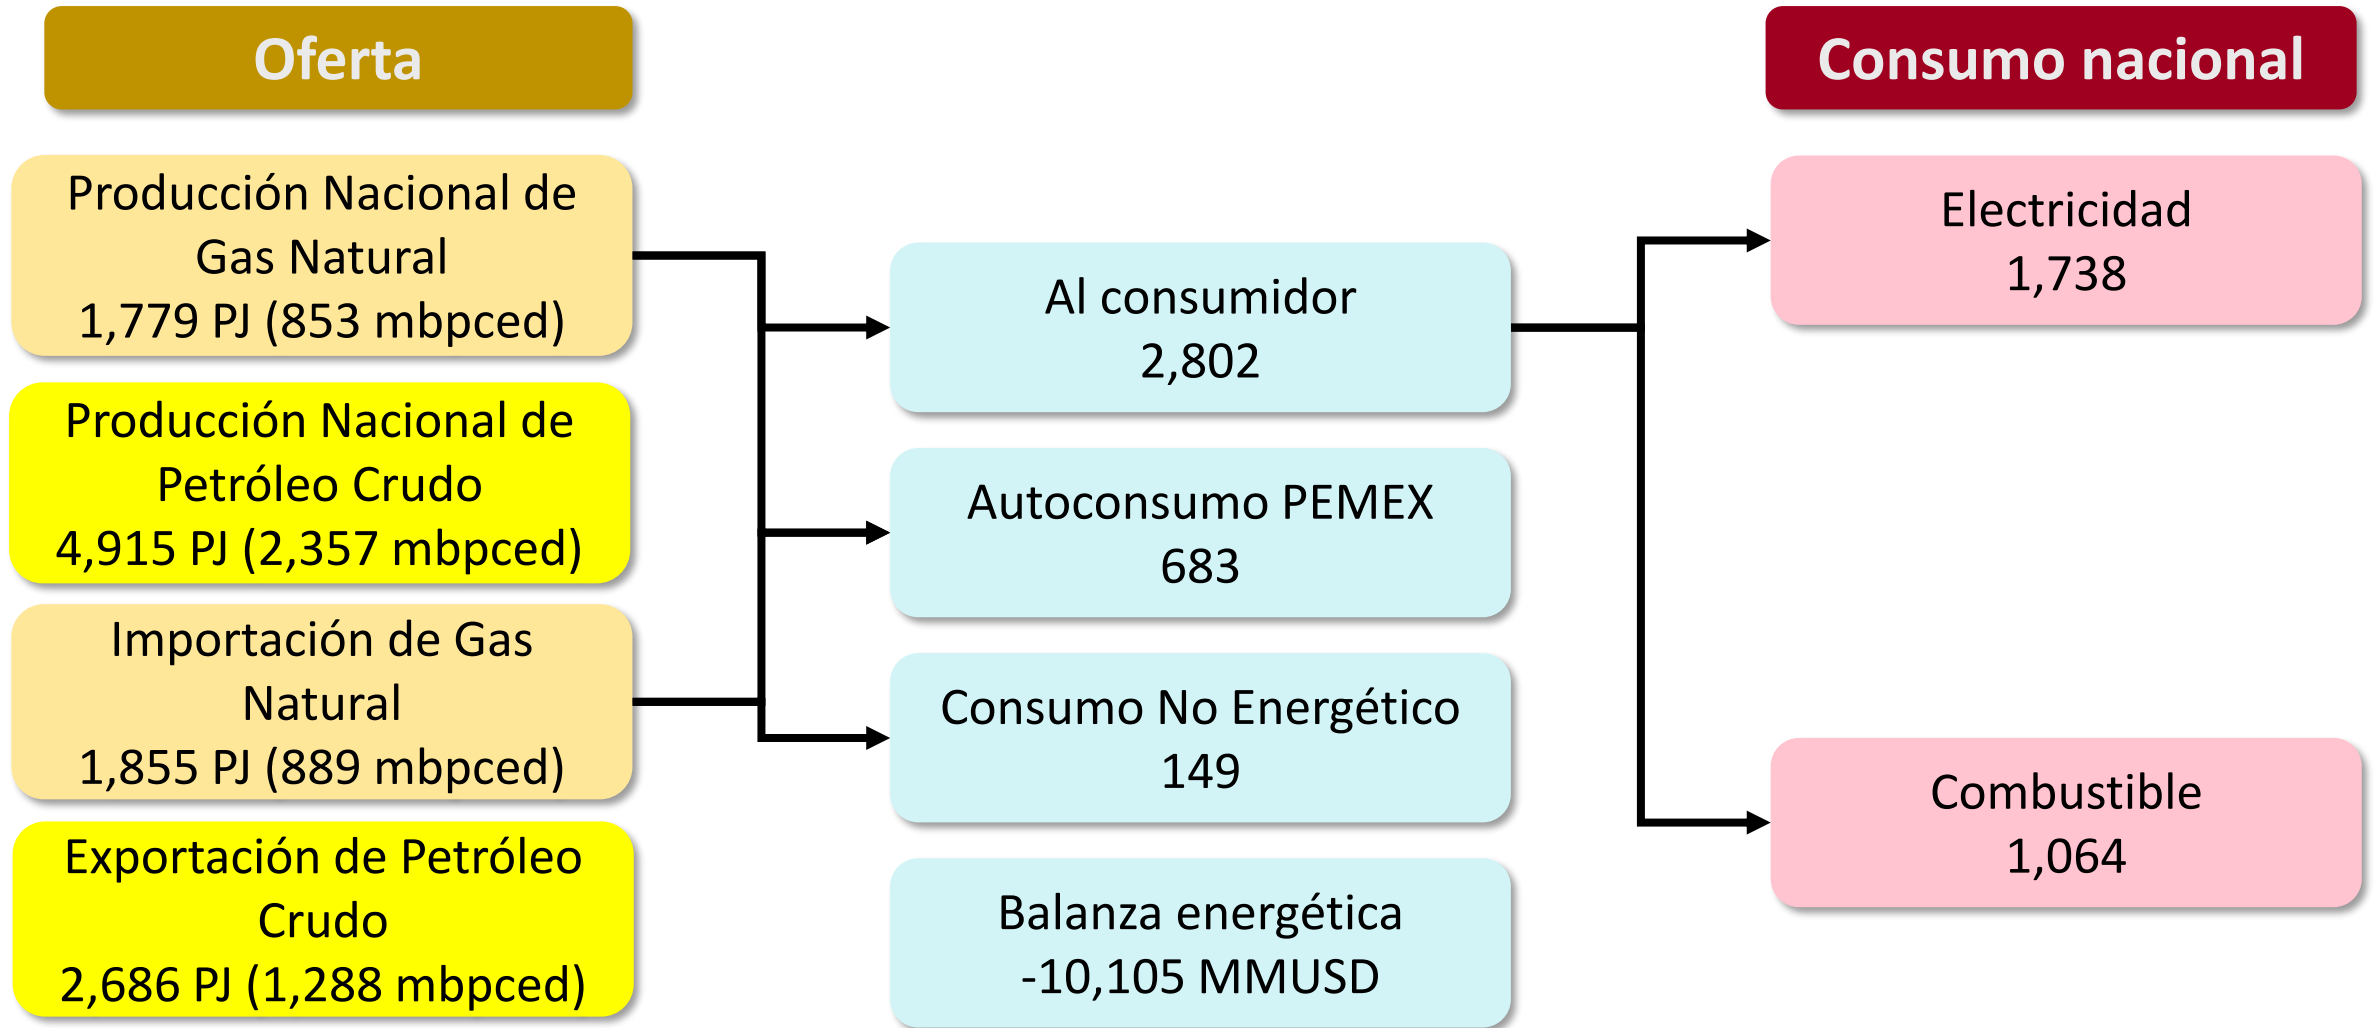 Oferta
Producción Nacional de
Gas Natural
1,779 PJ (853 mbpced)
Producción Nacional de
Petróleo Crudo
4,915 PJ (2,357 mbpced)
Importación de Gas
Natural
1,855 PJ (889 mbpced)
Exportación de Petróleo
Crudo
2,686 PJ (1,288 mbpced)
Al consumidor
2,802
Autoconsumo PEMEX
683
Consumo No Energético
149
Balanza energética
-10,105 MMUSD
Consumo nacional
Electricidad
1,738
Combustible
1,064